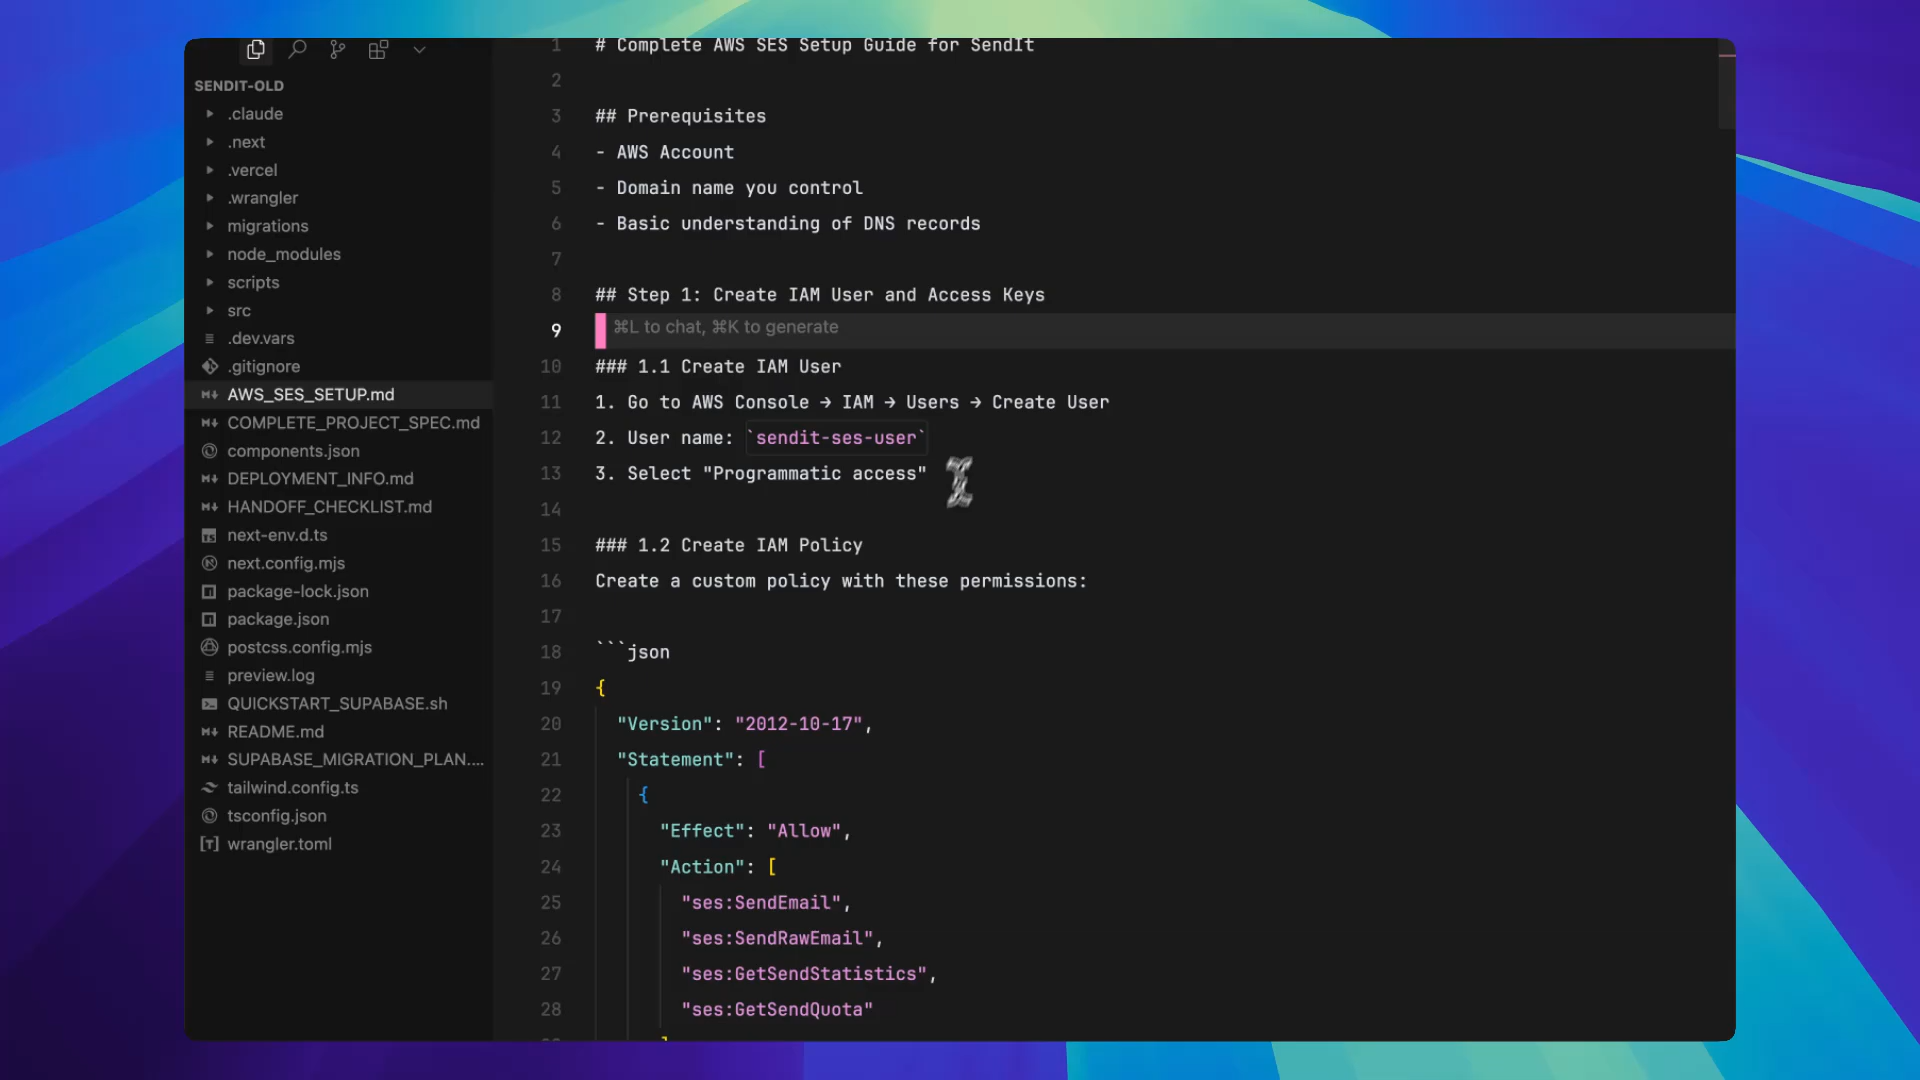 SENDIT-OLD
.claude
.next
.vercel
.wrangler
migrations
node_modules
scripts
src
.dev.vars
.gitignore
AWS_SES_SETUP.md
COMPLETE_PROJECT_SPEC.md
components.json
DEPLOYMENT_INFO.md
HANDOFF_CHECKLIST.md
next-env.d.ts
next.config.mjs
package-lock.json
package.json
postcss.config.mjs
preview.log
QUICKSTART_SUPABASE.sh
README.md
SUPABASE_MIGRATION_PLAN....
tailwind.config.ts
tsconfig.json
wrangler.toml
1 # Complete AWS SES Setup Guide for SendIt
2
3 ## Prerequisites
4 - AWS Account
5 - Domain name you control
6 - Basic understanding of DNS records
7
8 ## Step 1: Create IAM User and Access Keys
9 ⌘L to chat, ⌘K to generate
10 ### 1.1 Create IAM User
11 1. Go to AWS Console → IAM → Users → Create User
12 2. User name: `sendit-ses-user`
13 3. Select "Programmatic access"
14
15 ### 1.2 Create IAM Policy
16 Create a custom policy with these permissions:
17
18 ```json
19 {
20 "Version": "2012-10-17",
21 "Statement": [
22 {
23 "Effect": "Allow",
24 "Action": [
25 "ses:SendEmail",
26 "ses:SendRawEmail",
27 "ses:GetSendStatistics",
28 "ses:GetSendQuota"